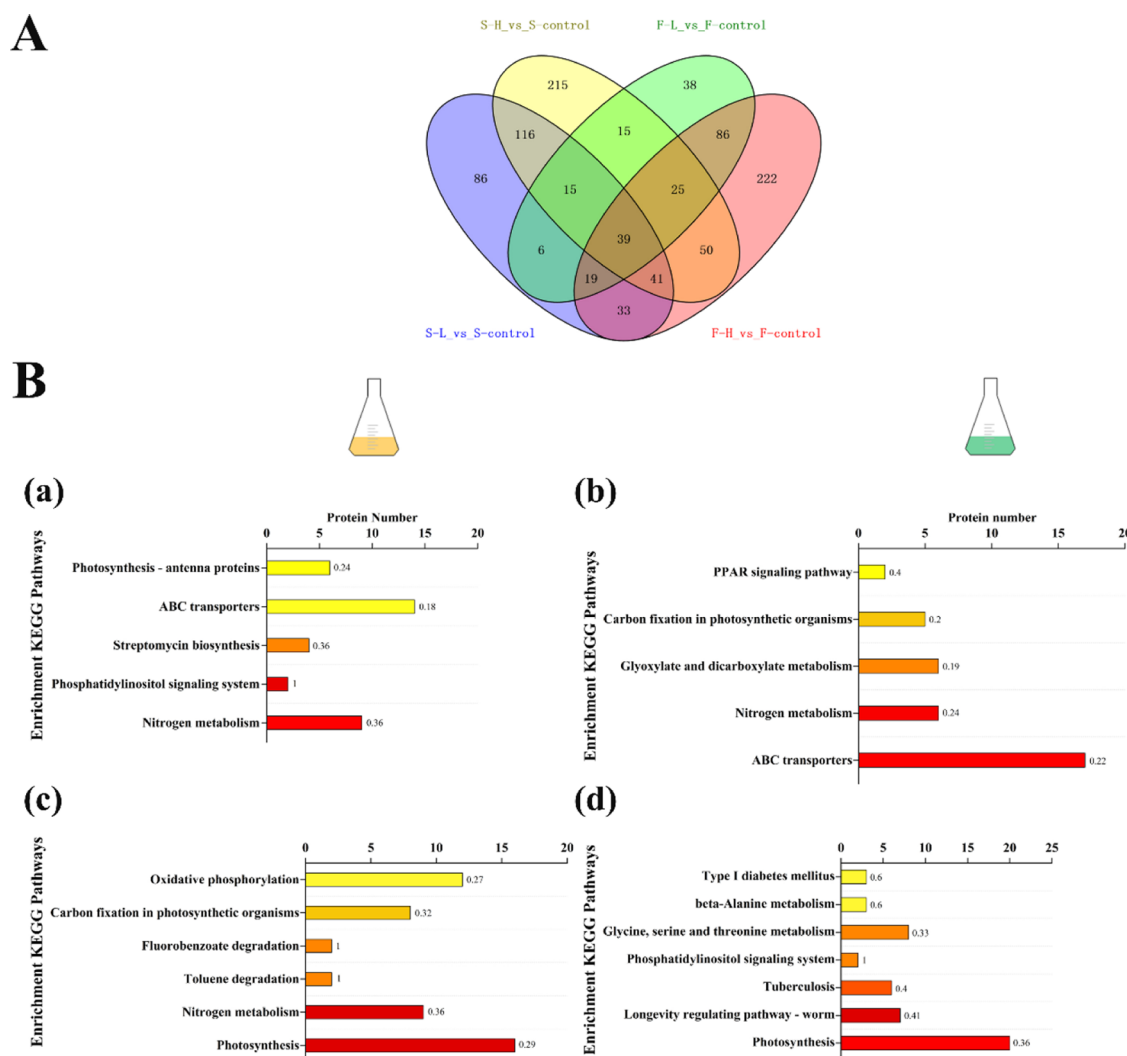 A
S-H_vs_S-control
F-L_vs_F-control
215
38
116
15
86
86
15
25
222
39
6
50
19
41
33
S-L_vs_S-control
F-H_vs_F-control
B
(a)
Protein Number
0 5 10 15 20
Enrichment KEGG Pathways
Photosynthesis - antenna proteins 0.24
ABC transporters 0.18
Streptomycin biosynthesis 0.36
Phosphatidylinositol signaling system 1
Nitrogen metabolism 0.36
(b)
Protein number
0 5 10 15 20
Enrichment KEGG Pathways
PPAR signaling pathway 0.4
Carbon fixation in photosynthetic organisms 0.2
Glyoxylate and dicarboxylate metabolism 0.19
Nitrogen metabolism 0.24
ABC transporters 0.22
(c)
0 5 10 15 20
Enrichment KEGG Pathways
Oxidative phosphorylation 0.27
Carbon fixation in photosynthetic organisms 0.32
Fluorobenzoate degradation 1
Toluene degradation 1
Nitrogen metabolism 0.36
Photosynthesis 0.29
(d)
0 5 10 15 20 25
Enrichment KEGG Pathways
Type I diabetes mellitus 0.6
beta-Alanine metabolism 0.6
Glycine, serine and threonine metabolism 0.33
Phosphatidylinositol signaling system 1
Tuberculosis 0.4
Longevity regulating pathway - worm 0.41
Photosynthesis 0.36